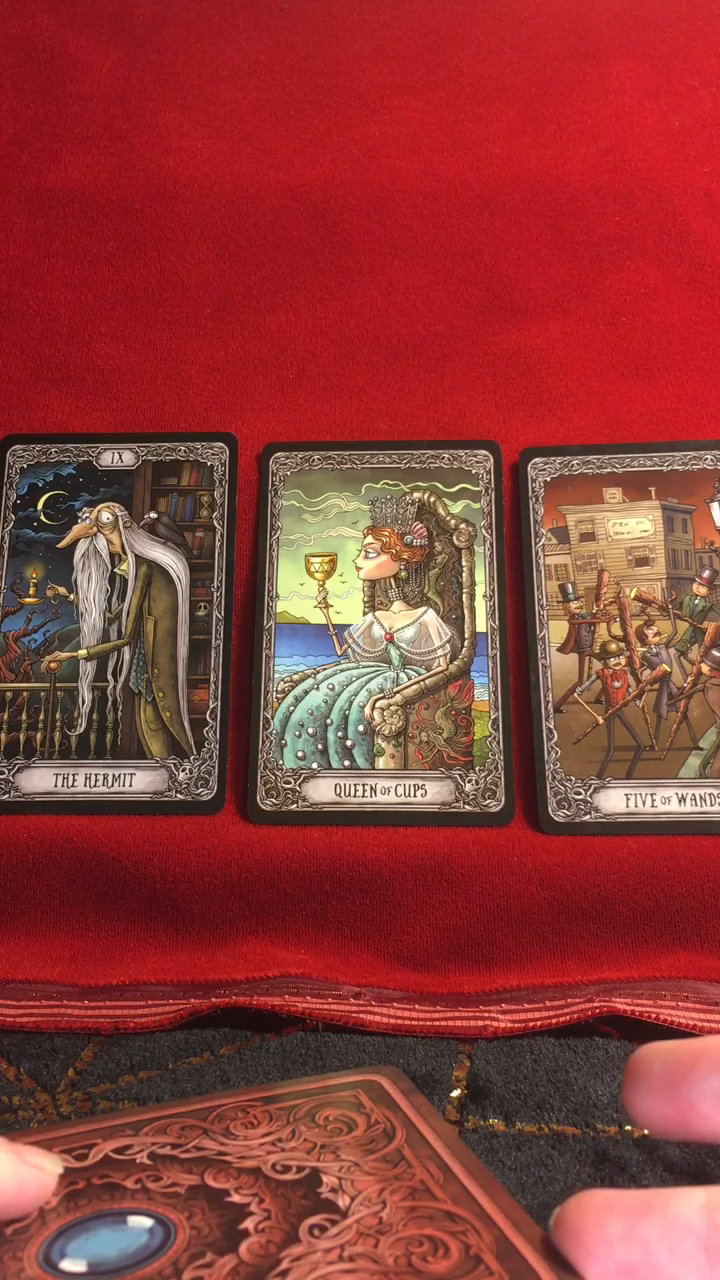 IX
THE HERMIT
QUEEN OF CUPS
FIVE OF WANDS